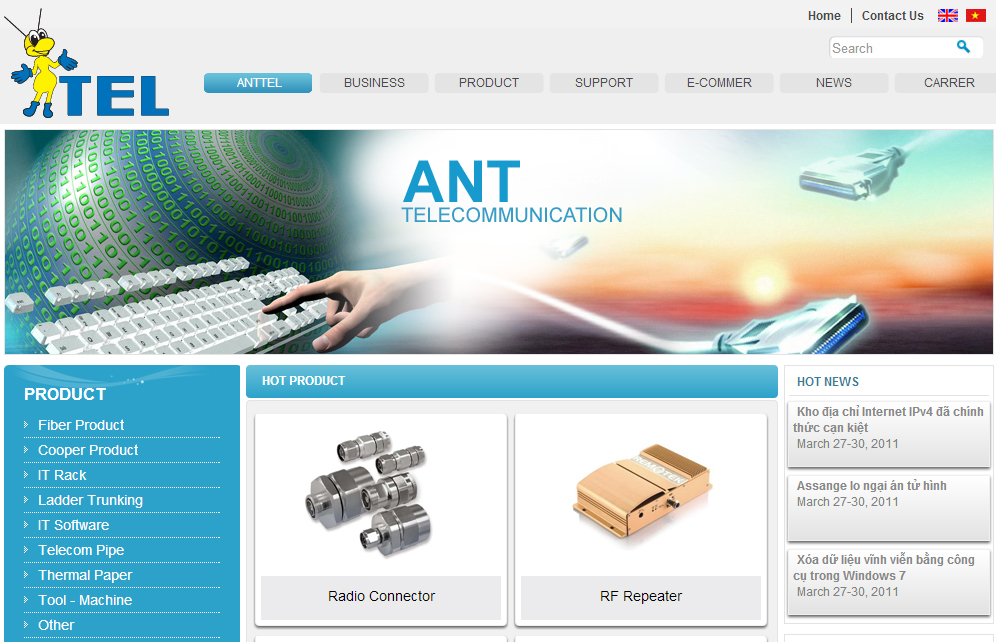 Home
Contact Us
Search
TEL
ANTTEL
BUSINESS
PRODUCT
SUPPORT
E-COMMER
NEWS
CARRER
ANT
TELECOMMUNICATION
PRODUCT
Fiber Product
Cooper Product
IT Rack
Ladder Trunking
IT Software
Telecom Pipe
Thermal Paper
Tool - Machine
Other
HOT PRODUCT
Radio Connector
REMOTEK
RF Repeater
HOT NEWS
Kho địa chỉ Internet IPv4 đã chính
thức cạn kiệt
March 27-30, 2011
Assange lo ngại án tử hình
March 27-30, 2011
Xóa dữ liệu vĩnh viễn bằng công
cụ trong Windows 7
March 27-30, 2011